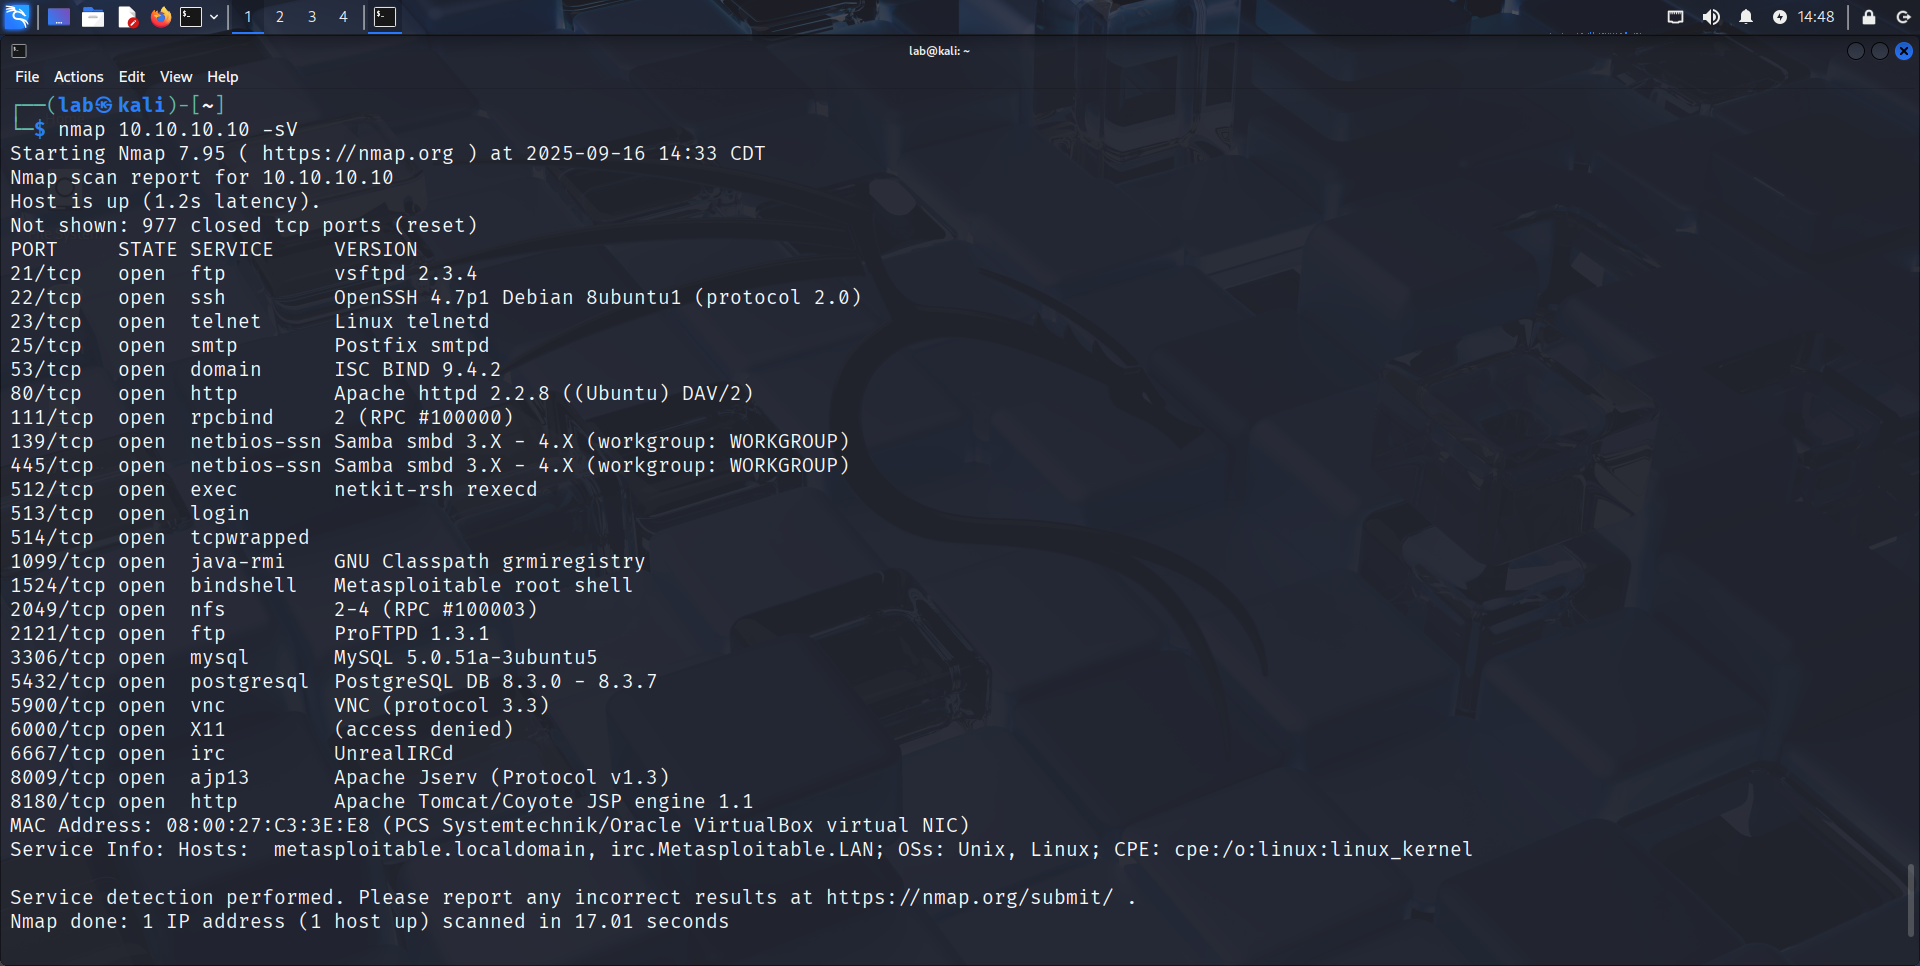 1 2 3 4 14:48
lab@kali: ~
File Actions Edit View Help
┌──(lab㉿kali)-[~]
└─$ nmap 10.10.10.10 -sV
Starting Nmap 7.95 ( https://nmap.org ) at 2025-09-16 14:33 CDT
Nmap scan report for 10.10.10.10
Host is up (1.2s latency).
Not shown: 977 closed tcp ports (reset)
PORT     STATE SERVICE     VERSION
21/tcp   open  ftp         vsftpd 2.3.4
22/tcp   open  ssh         OpenSSH 4.7p1 Debian 8ubuntu1 (protocol 2.0)
23/tcp   open  telnet      Linux telnetd
25/tcp   open  smtp        Postfix smtpd
53/tcp   open  domain      ISC BIND 9.4.2
80/tcp   open  http        Apache httpd 2.2.8 ((Ubuntu) DAV/2)
111/tcp  open  rpcbind     2 (RPC #100000)
139/tcp  open  netbios-ssn Samba smbd 3.X - 4.X (workgroup: WORKGROUP)
445/tcp  open  netbios-ssn Samba smbd 3.X - 4.X (workgroup: WORKGROUP)
512/tcp  open  exec        netkit-rsh rexecd
513/tcp  open  login
514/tcp  open  tcpwrapped
1099/tcp open  java-rmi    GNU Classpath grmiregistry
1524/tcp open  bindshell   Metasploitable root shell
2049/tcp open  nfs         2-4 (RPC #100003)
2121/tcp open  ftp         ProFTPD 1.3.1
3306/tcp open  mysql       MySQL 5.0.51a-3ubuntu5
5432/tcp open  postgresql  PostgreSQL DB 8.3.0 - 8.3.7
5900/tcp open  vnc         VNC (protocol 3.3)
6000/tcp open  X11         (access denied)
6667/tcp open  irc         UnrealIRCd
8009/tcp open  ajp13       Apache Jserv (Protocol v1.3)
8180/tcp open  http        Apache Tomcat/Coyote JSP engine 1.1
MAC Address: 08:00:27:C3:3E:E8 (PCS Systemtechnik/Oracle VirtualBox virtual NIC)
Service Info: Hosts:  metasploitable.localdomain, irc.Metasploitable.LAN; OSs: Unix, Linux; CPE: cpe:/o:linux:linux_kernel
Service detection performed. Please report any incorrect results at https://nmap.org/submit/ .
Nmap done: 1 IP address (1 host up) scanned in 17.01 seconds